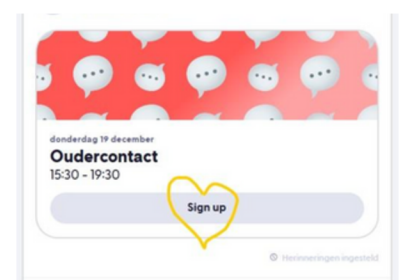 donderdag 19 december
Oudercontact
15:30 - 19:30
Sign up
Herinneringen ingesteld